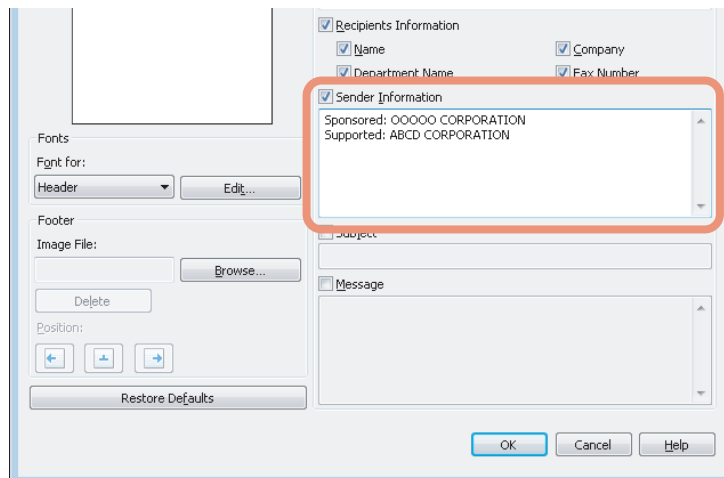 Recipients Information
Name
Company
Department Name
Fax Number
Sender Information
Sponsored: OOOOO CORPORATION
Supported: ABCD CORPORATION
Fonts
Font for:
Header
Edit...
Footer
Image File:
Browse...
Delete
Position:
Restore Defaults
Subject
Message
OK
Cancel
Help